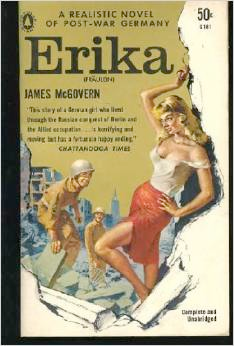 A REALISTIC NOVEL
OF POST-WAR GERMANY
50¢
Erika
(FRÄULEIN)
JAMES McGOVERN
"This story of a German girl who lived
through the Russian conquest of Berlin and
the Allied occupation . . . is horrifying and
moving but has a fortunate happy ending."
CHATTANOOGA TIMES
Complete and
Unabridged